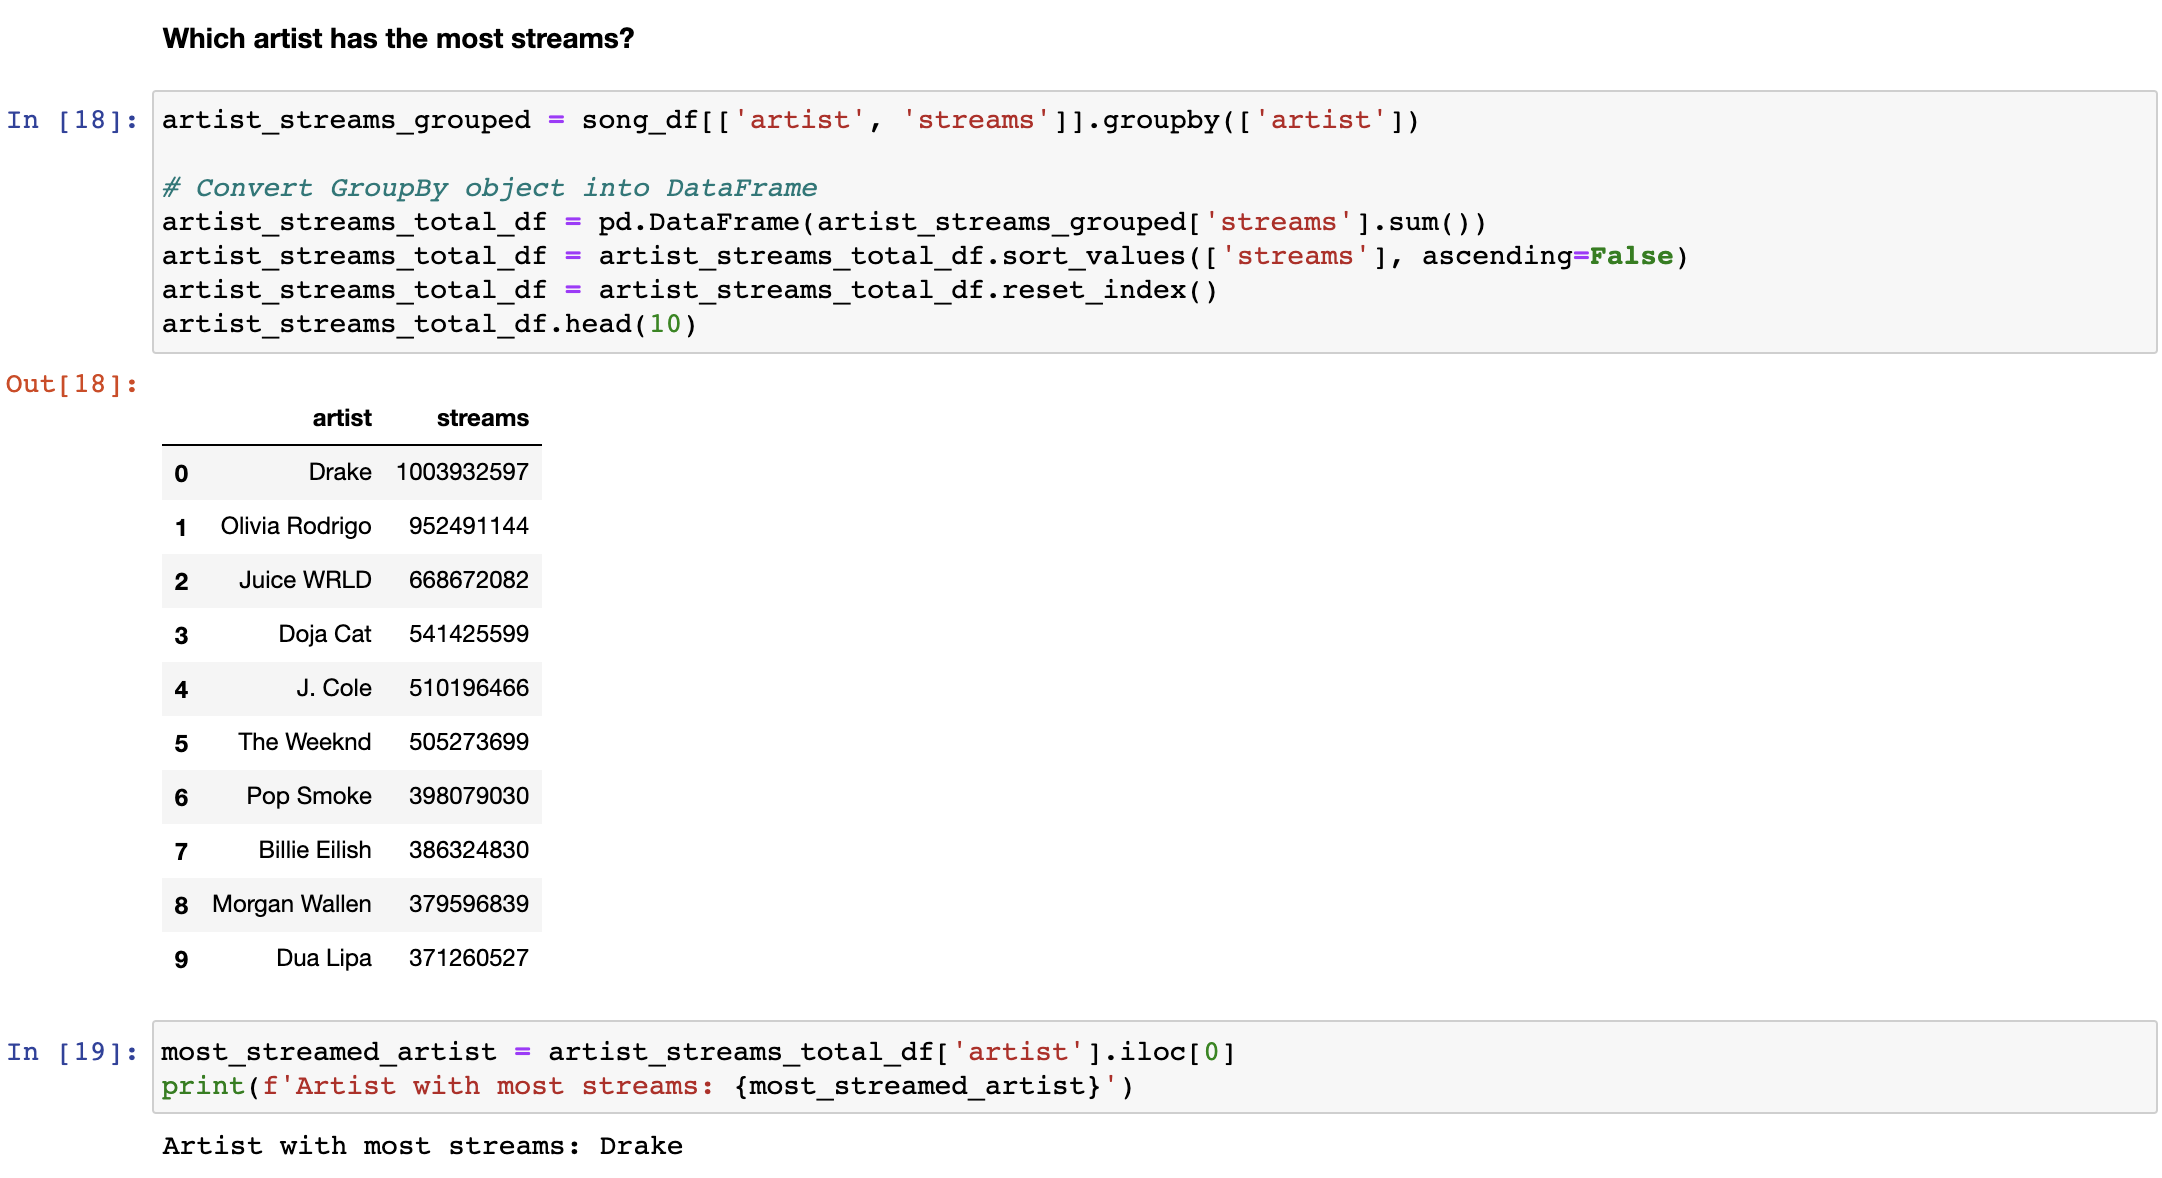 Which artist has the most streams?
In [18]: artist_streams_grouped = song_df[['artist', 'streams']].groupby(['artist'])
# Convert GroupBy object into DataFrame
artist_streams_total_df = pd.DataFrame(artist_streams_grouped['streams'].sum())
artist_streams_total_df = artist_streams_total_df.sort_values(['streams'], ascending=False)
artist_streams_total_df = artist_streams_total_df.reset_index()
artist_streams_total_df.head(10)
Out[18]:
artist streams
0 Drake 1003932597
1 Olivia Rodrigo 952491144
2 Juice WRLD 668672082
3 Doja Cat 541425599
4 J. Cole 510196466
5 The Weeknd 505273699
6 Pop Smoke 398079030
7 Billie Eilish 386324830
8 Morgan Wallen 379596839
9 Dua Lipa 371260527
In [19]: most_streamed_artist = artist_streams_total_df['artist'].iloc[0]
print(f'Artist with most streams: {most_streamed_artist}')
Artist with most streams: Drake